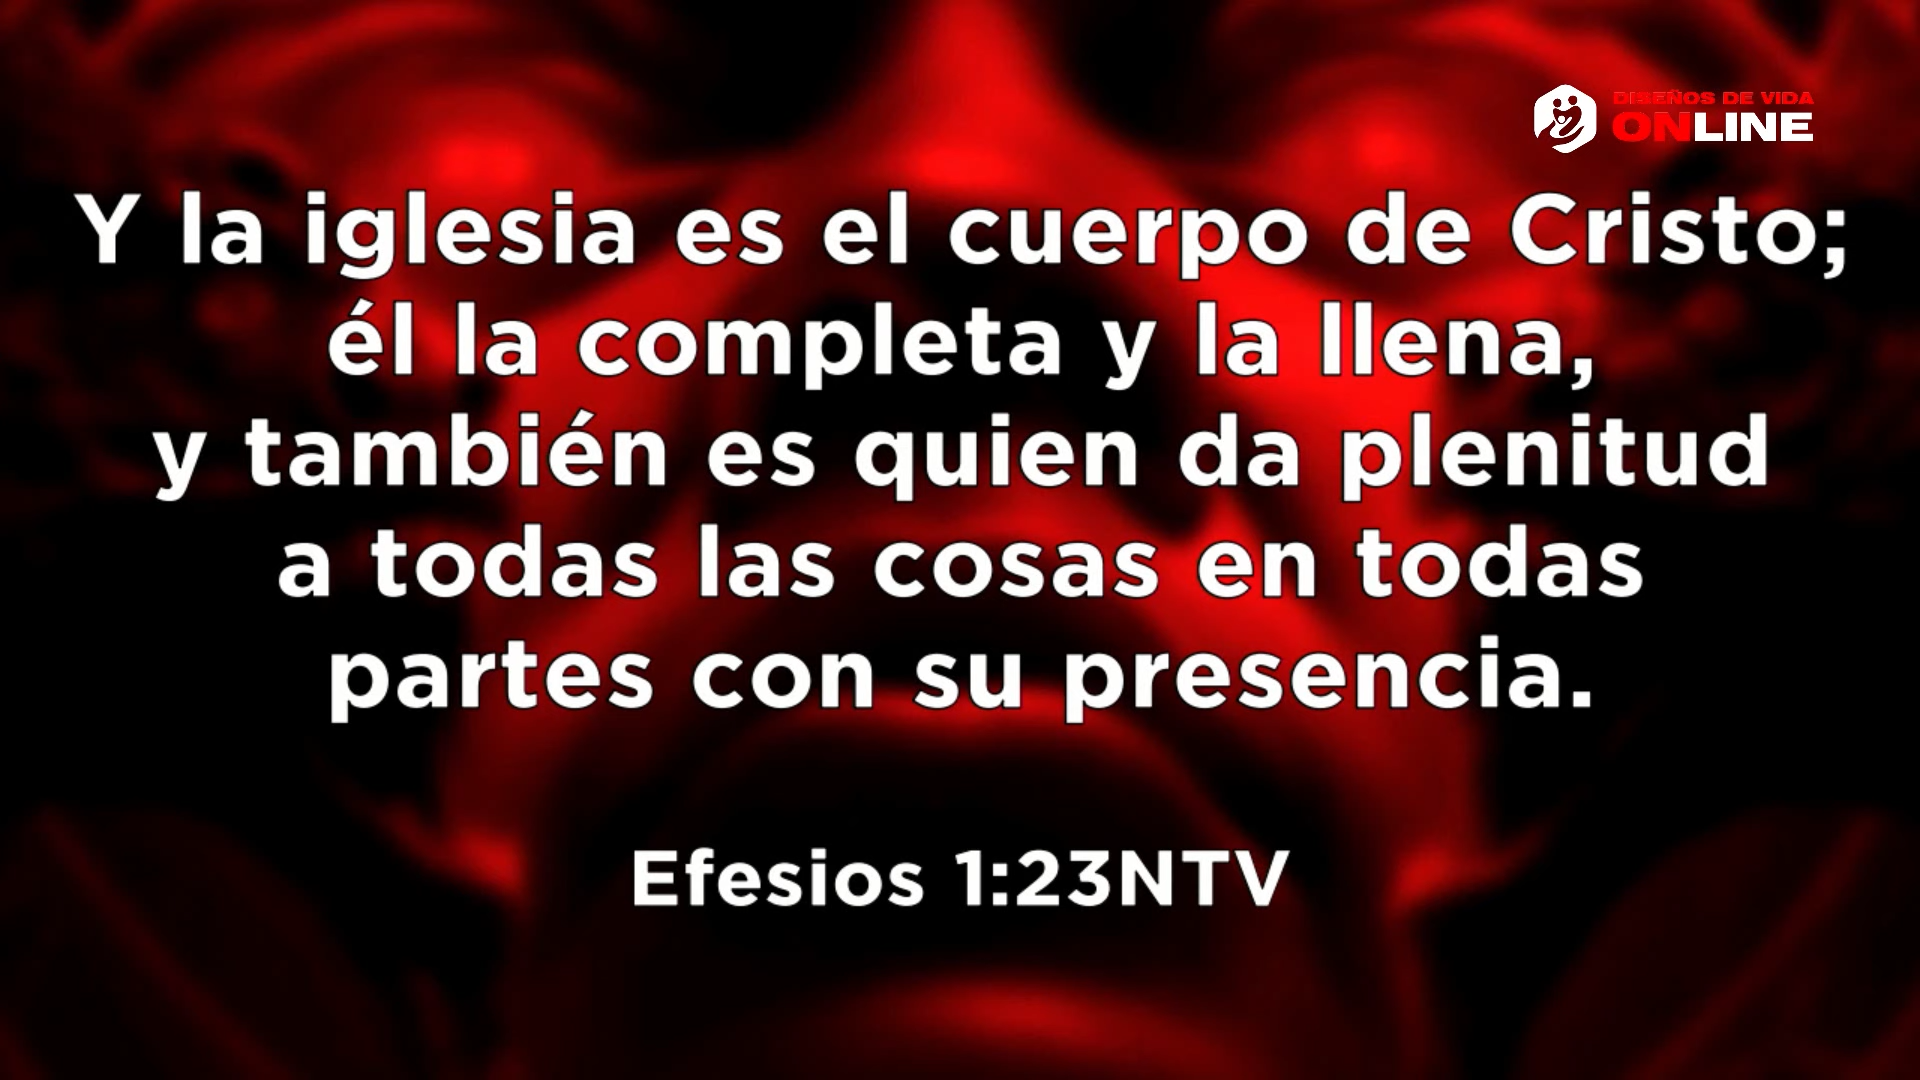 DISEÑOS DE VIDA
ONLINE
Y la iglesia es el cuerpo de Cristo;
él la completa y la llena,
y también es quien da plenitud
a todas las cosas en todas
partes con su presencia.
Efesios 1:23NTV